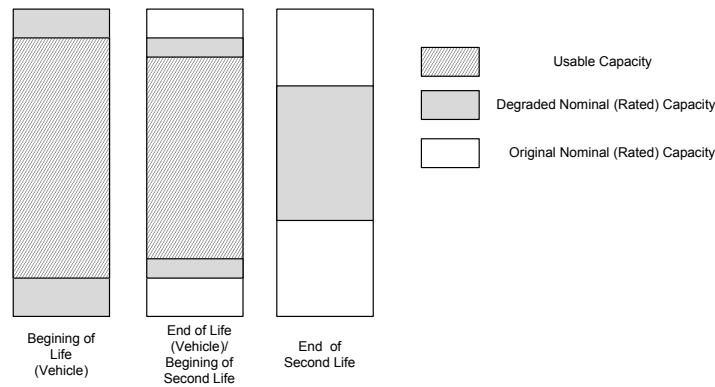 Usable Capacity
Degraded Nominal (Rated) Capacity
Original Nominal (Rated) Capacity
Begining of
Life
(Vehicle)
End of Life
(Vehicle)/
Begining of
Second Life
End of
Second Life